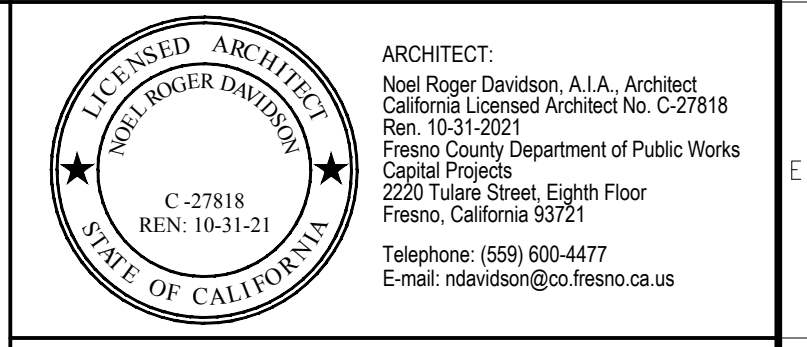 LICENSED ARCHITECT
NOEL ROGER DAVIDSON
C -27818
REN: 10-31-21
STATE OF CALIFORNIA
ARCHITECT:
Noel Roger Davidson, A.I.A., Architect
California Licensed Architect No. C-27818
Ren. 10-31-2021
Fresno County Department of Public Works
Capital Projects
2220 Tulare Street, Eighth Floor
Fresno, California 93721
Telephone: (559) 600-4477
E-mail: ndavidson@co.fresno.ca.us
E